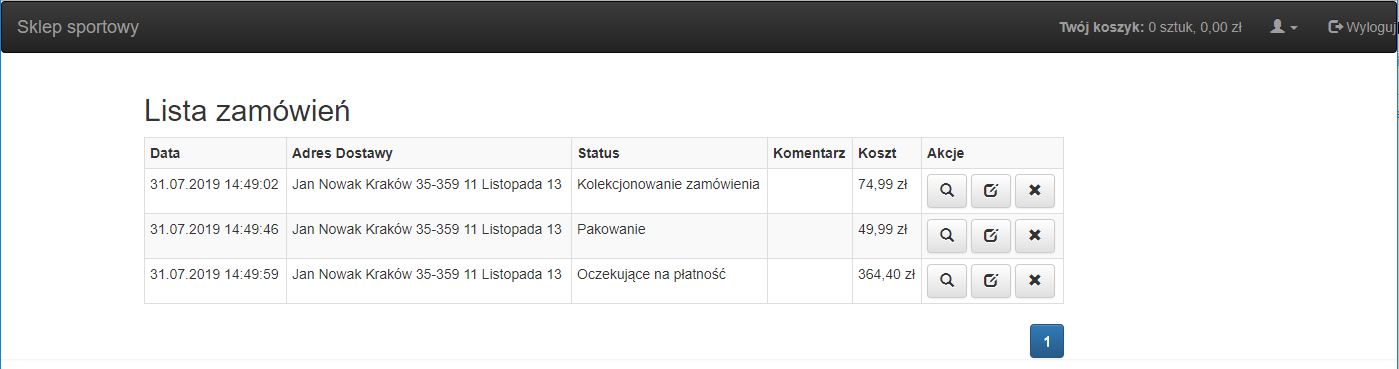 Sklep sportowy Twój koszyk: 0 sztuk, 0,00 zł Wyloguj
Lista zamówień
Data Adres Dostawy Status Komentarz Koszt Akcje
31.07.2019 14:49:02 Jan Nowak Kraków 35-359 11 Listopada 13 Kolekcjonowanie zamówienia 74,99 zł
31.07.2019 14:49:46 Jan Nowak Kraków 35-359 11 Listopada 13 Pakowanie 49,99 zł
31.07.2019 14:49:59 Jan Nowak Kraków 35-359 11 Listopada 13 Oczekujące na płatność 364,40 zł
1